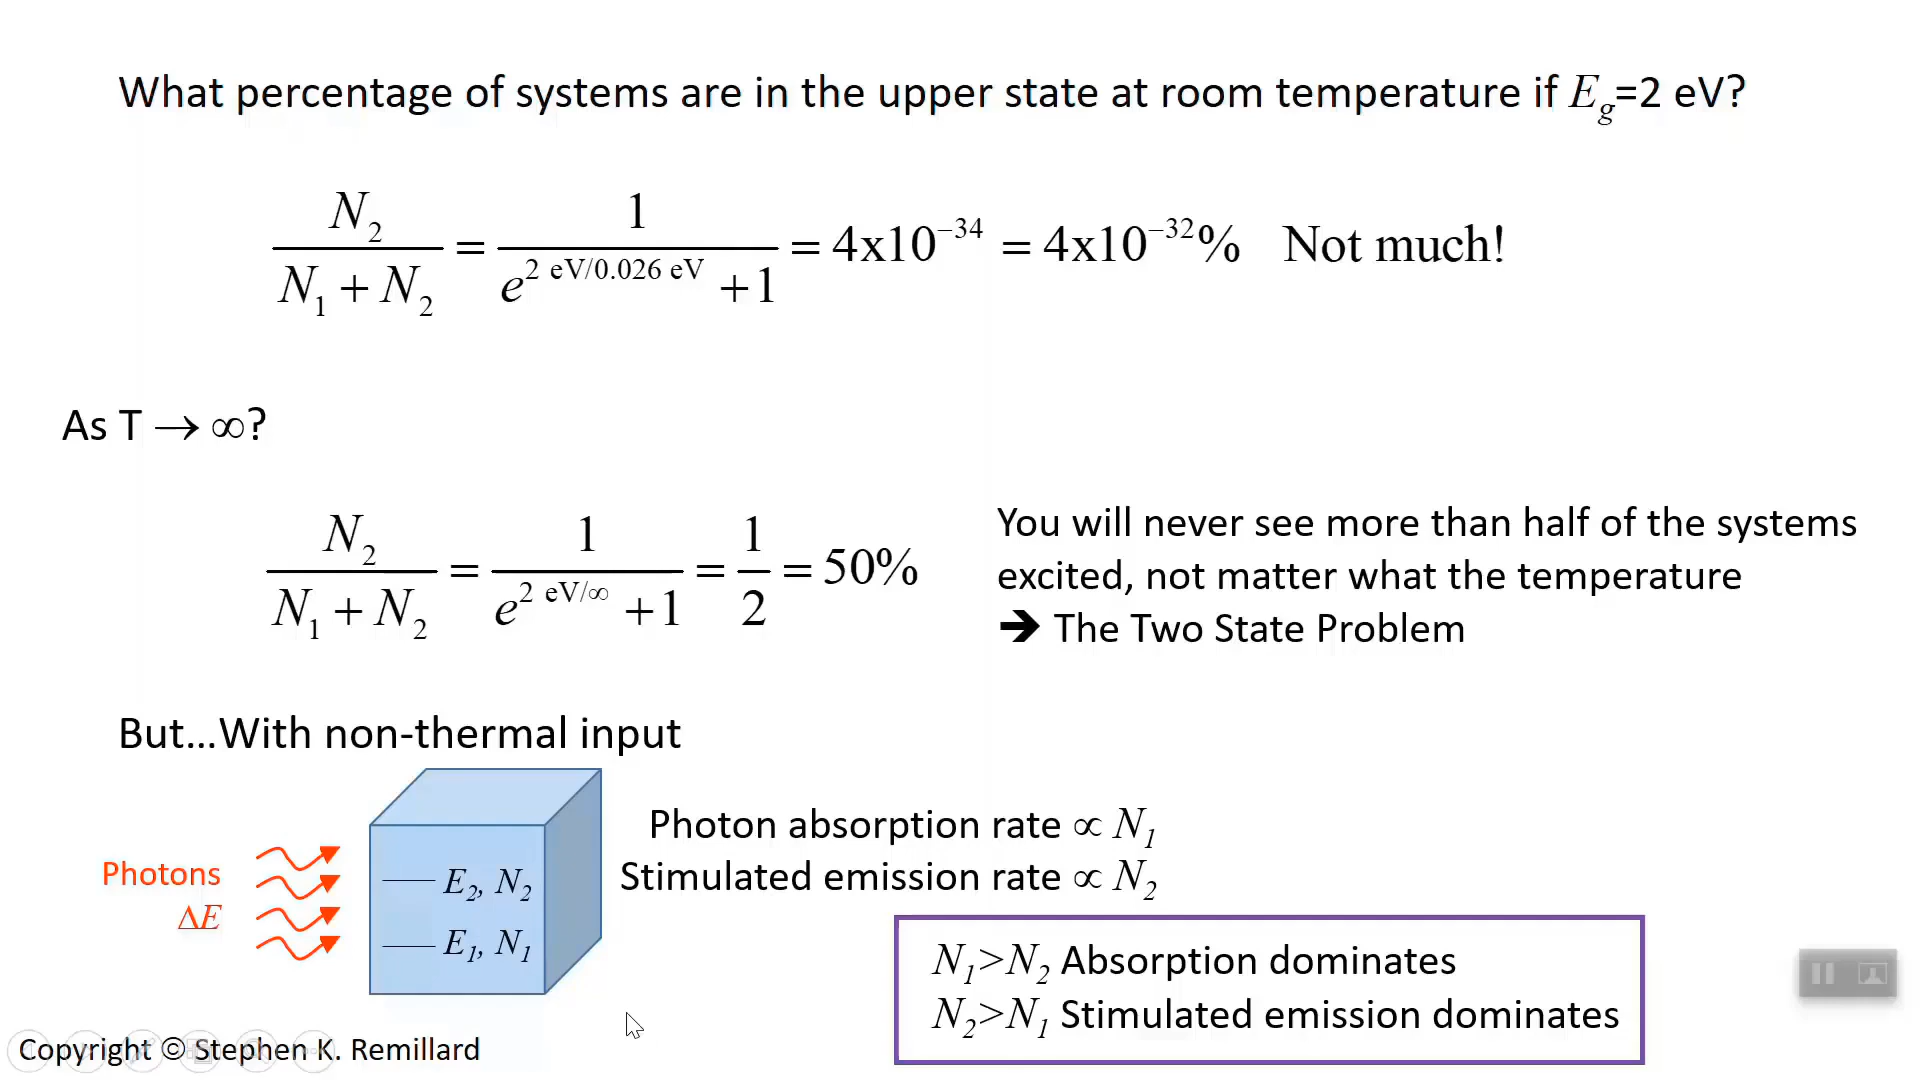 What percentage of systems are in the upper state at room temperature if E_g=2 eV?
N_2/(N_1 + N_2) = 1/(e^{2 eV/0.026 eV} + 1) = 4x10^{−34} = 4x10^{−32}% Not much!
As T → ∞?
N_2/(N_1 + N_2) = 1/(e^{2 eV/∞} + 1) = 1/2 = 50%
You will never see more than half of the systems
excited, not matter what the temperature
➔ The Two State Problem
But...With non-thermal input
Photons
ΔE
E_2, N_2
E_1, N_1
Photon absorption rate ∝ N_1
Stimulated emission rate ∝ N_2
N_1>N_2 Absorption dominates
N_2>N_1 Stimulated emission dominates
Copyright © Stephen K. Remillard